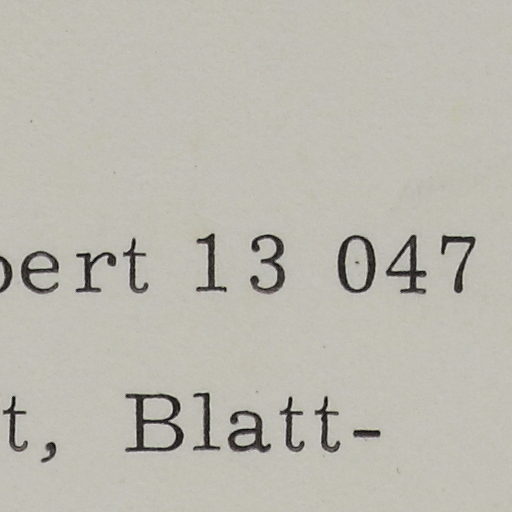 bert 13 047
t, Blatt-